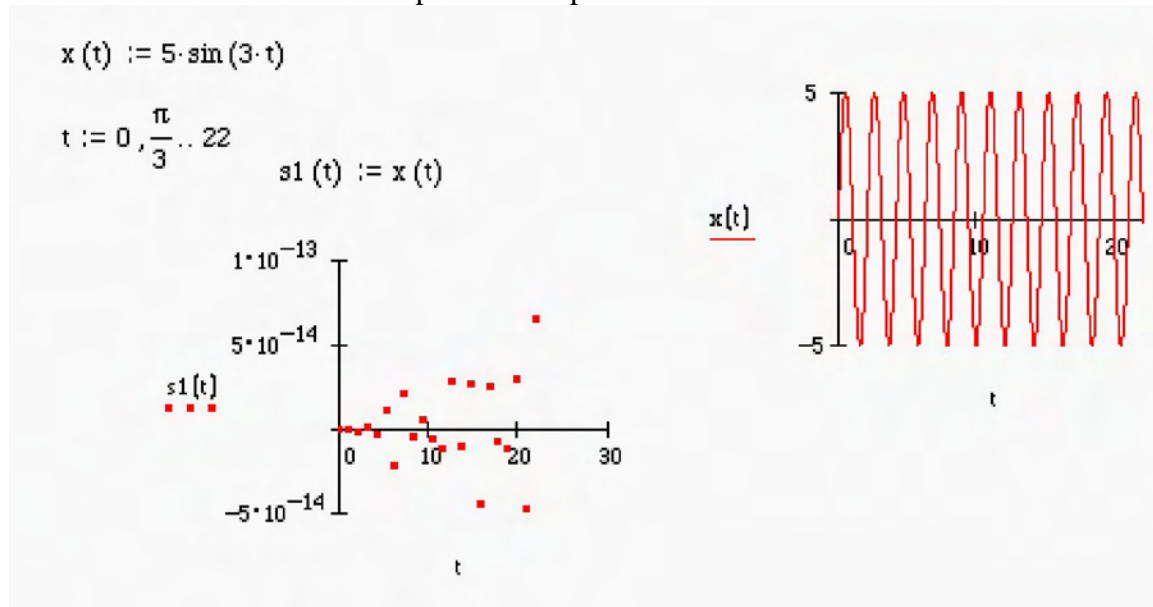 x (t) := 5·sin (3·t)
t := 0 , π/3 .. 22
s1 (t) := x (t)
5
x(t)
0 10 20
-5
t
1·10^-13
5·10^-14
s1(t)
0 10 20 30
-5·10^-14
t